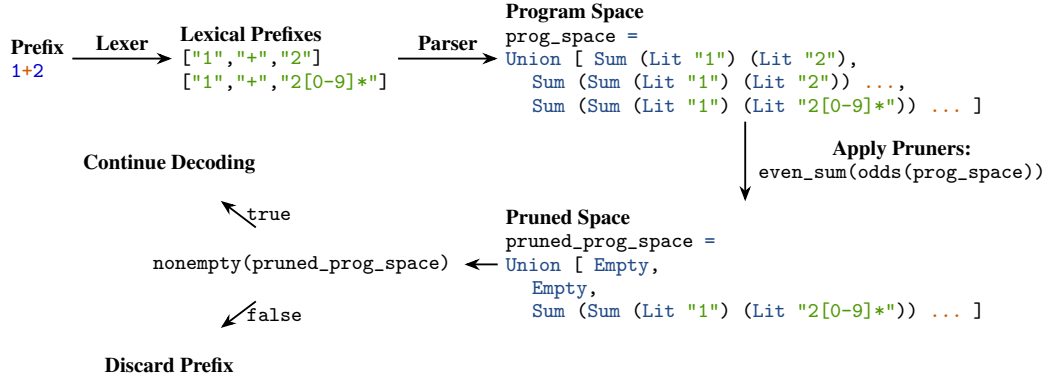 Prefix
1+2
Lexer
Lexical Prefixes
["1","+","2"]
["1","+","2[0-9]*"]
Parser
Program Space
prog_space =
Union [ Sum (Lit "1") (Lit "2"),
Sum (Sum (Lit "1") (Lit "2")) ...,
Sum (Sum (Lit "1") (Lit "2[0-9]*")) ... ]
Apply Pruners:
even_sum(odds(prog_space))
Pruned Space
pruned_prog_space =
Union [ Empty,
Empty,
Sum (Sum (Lit "1") (Lit "2[0-9]*")) ... ]
nonempty(pruned_prog_space)
true
Continue Decoding
false
Discard Prefix